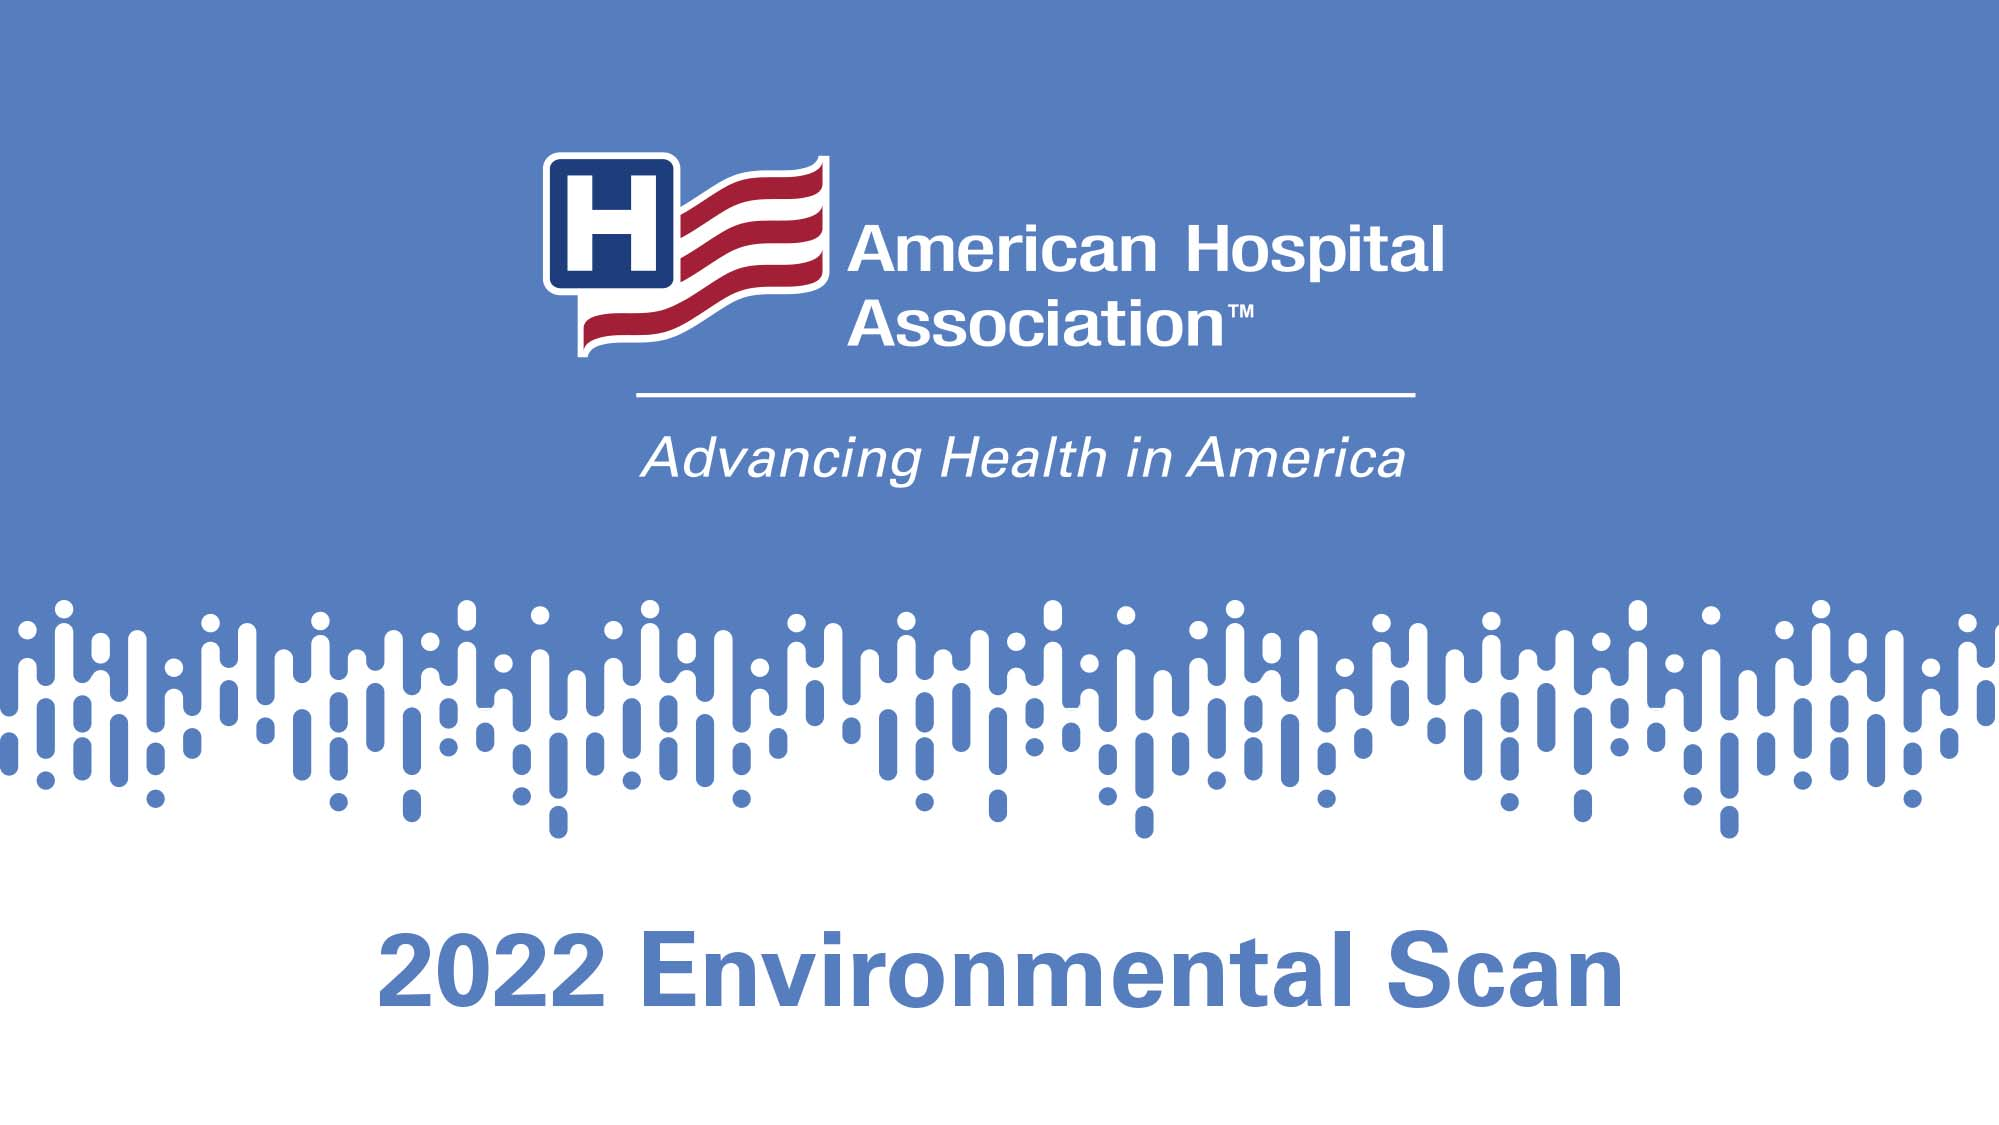 H
American Hospital
Association™
Advancing Health in America
2022 Environmental Scan